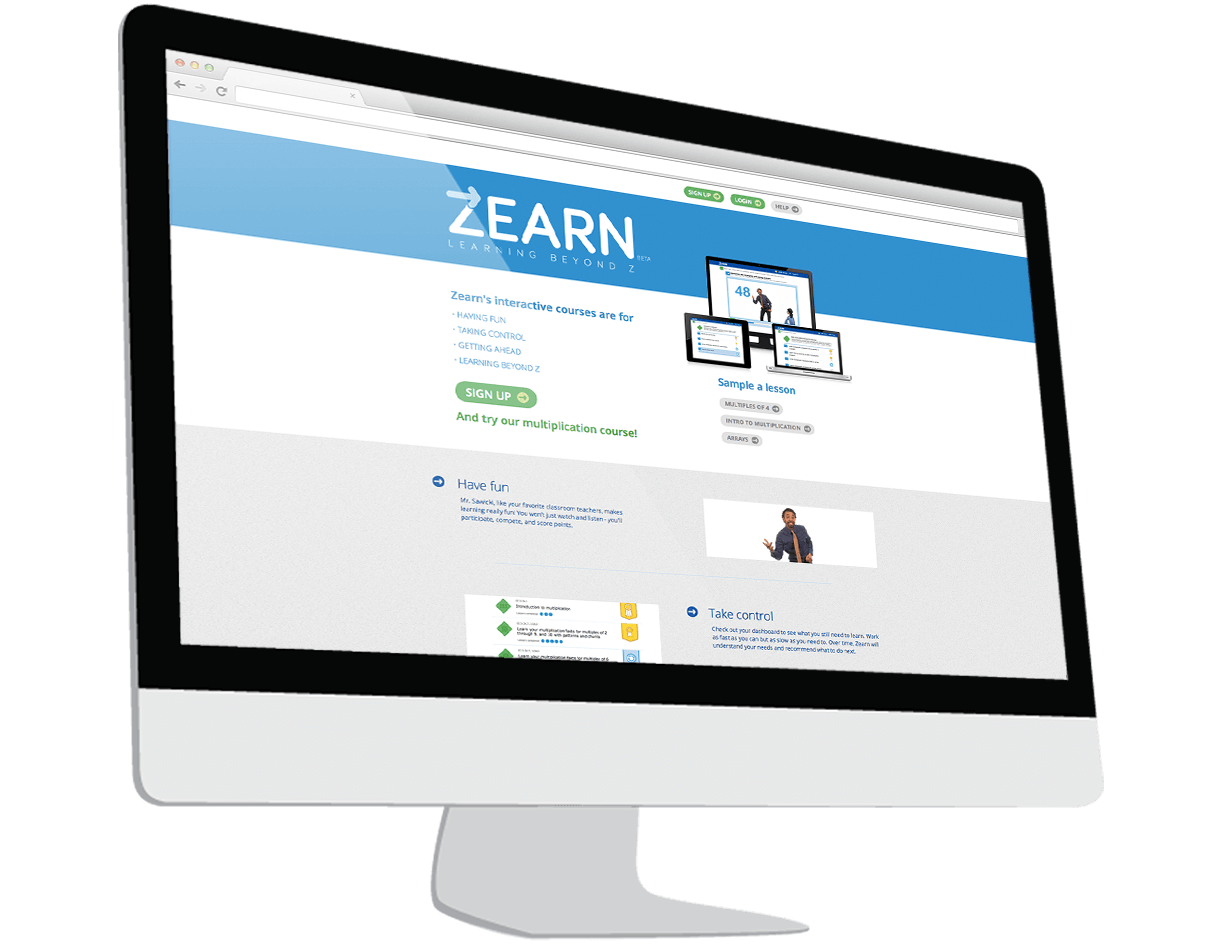 SIGN UP
LOGIN
HELP
ZEARN
BETA
LEARNING BEYOND Z
48
Zearn's interactive courses are for
- HAVING FUN
- TAKING CONTROL
- GETTING AHEAD
- LEARNING BEYOND Z
SIGN UP
And try our multiplication course!
Sample a lesson
MULTIPLES OF 4
INTRO TO MULTIPLICATION
ARRAYS
Have fun
Mr. Sawicki, like your favorite classroom teachers, makes
learning really fun! You won't just watch and listen - you'll
participate, compete, and score points.
Introduction to multiplication
Learn your multiplication facts for multiples of 2
through 5, and 10 with patterns and chunks
Learn your multiplication facts for multiples of 6
Take control
Check out your dashboard to see what you still need to learn. Work
as fast as you can but as slow as you need to. Over time, Zearn will
understand your needs and recommend what to do next.